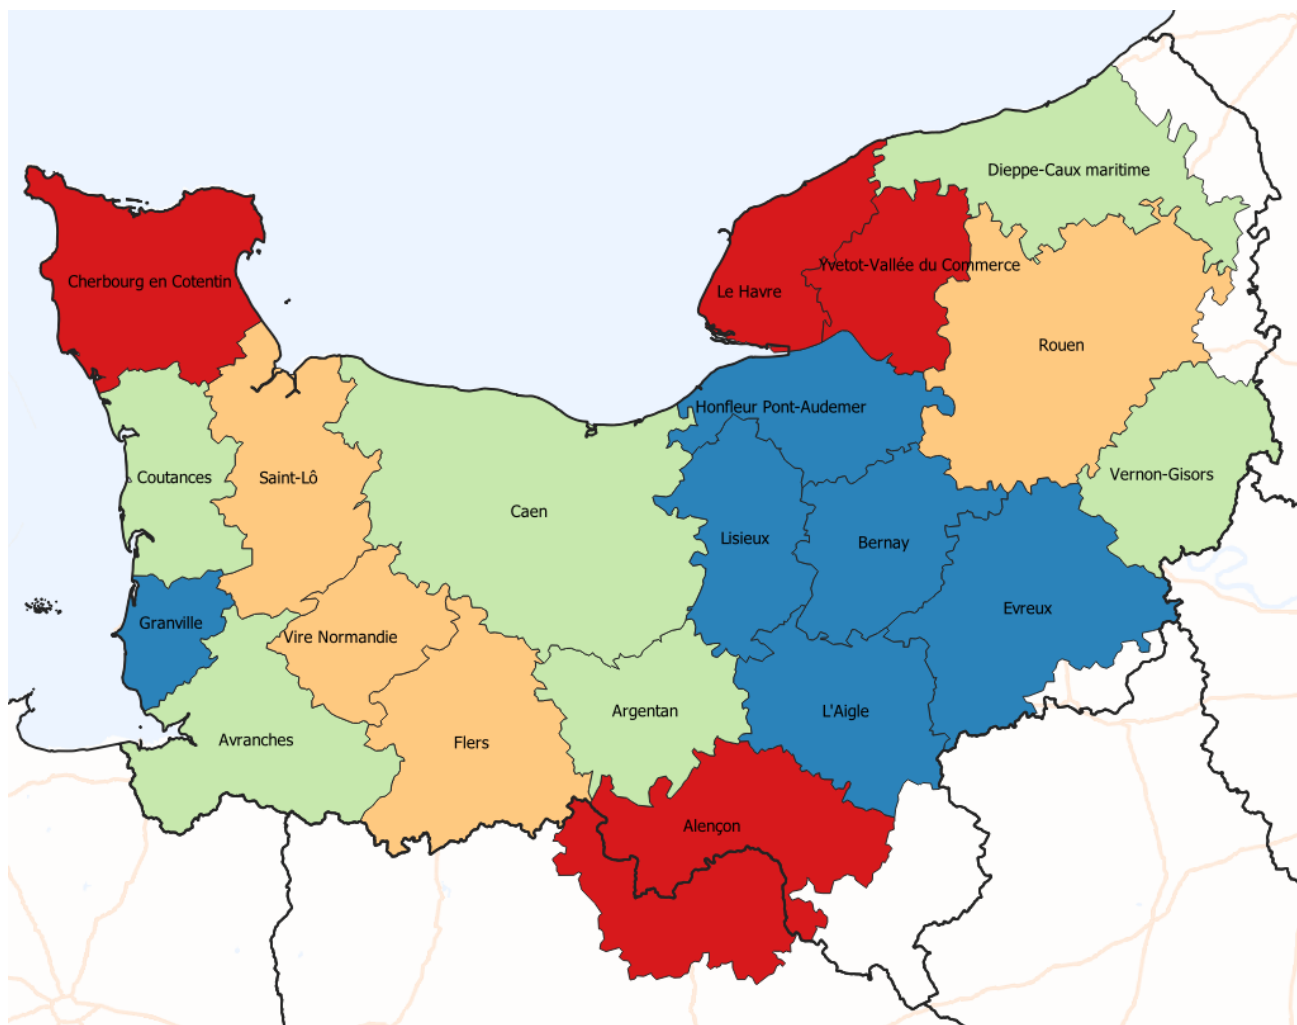 Dieppe-Caux maritime
Cherbourg en Cotentin
Yvetot-Vallée du Commerce
Le Havre
Rouen
Honfleur Pont-Audemer
Coutances
Saint-Lô
Vernon-Gisors
Caen
Lisieux
Bernay
Evreux
Granville
Vire Normandie
Argentan
L'Aigle
Avranches
Flers
Alençon